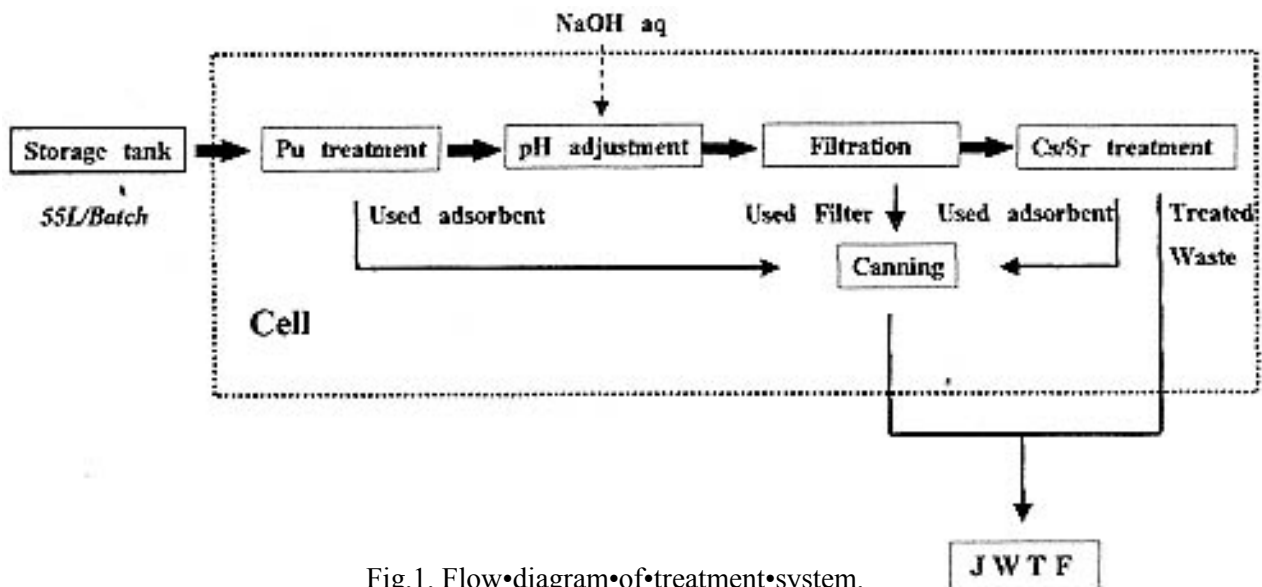 NaOH aq
Storage tank
Pu treatment
pH adjustment
Filtration
Cs/Sr treatment
55L/Batch
Used adsorbent
Used Filter
Used adsorbent
Treated
Waste
Canning
Cell
JWTF
Fig.1. Flow•diagram•of•treatment•system.